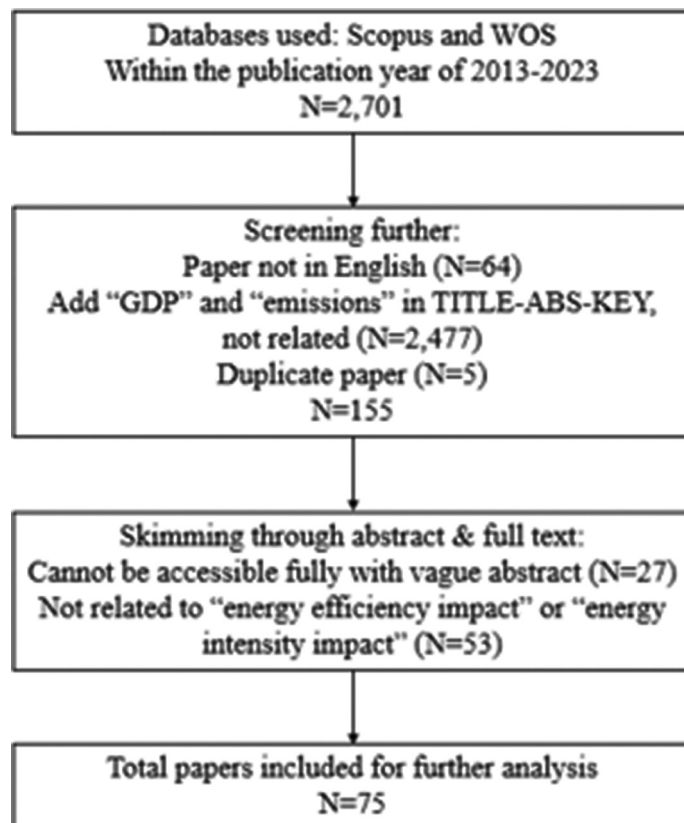 Databases used: Scopus and WOS
Within the publication year of 2013-2023
N=2,701
Screening further:
Paper not in English (N=64)
Add “GDP” and “emissions” in TITLE-ABS-KEY,
not related (N=2,477)
Duplicate paper (N=5)
N=155
Skimming through abstract & full text:
Cannot be accessible fully with vague abstract (N=27)
Not related to “energy efficiency impact” or “energy
intensity impact” (N=53)
Total papers included for further analysis
N=75